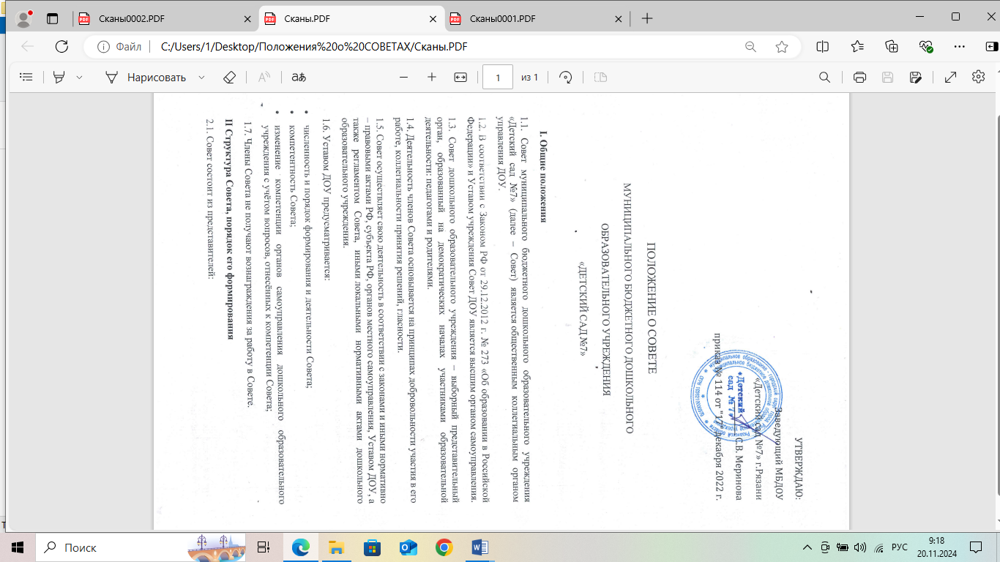 Сканы0002.PDF
Сканы.PDF
Сканы0001.PDF
Файл
C:/Users/1/Desktop/Положения%20о%20СОВЕТАХ/Сканы.PDF
Нарисовать
1
из 1
УТВЕРЖДАЮ:
Заведующий МБДОУ
«Детский сад №7» г.Рязани
С.В. Меринова
приказ № 114 от "17" декабря 2022 г.
«Детский
сад № 7»
ПОЛОЖЕНИЕ О СОВЕТЕ
МУНИЦИПАЛЬНОГО БЮДЖЕТНОГО ДОШКОЛЬНОГО
ОБРАЗОВАТЕЛЬНОГО УЧРЕЖДЕНИЯ
«ДЕТСКИЙ САД №7»
I. Общие положения
1.1. Совет муниципального бюджетного дошкольного образовательного учреждения
«Детский сад №7» (далее – Совет) является общественным коллегиальным органом
управления ДОУ.
1.2. В соответствии с Законом РФ от 29.12.2012 г. № 273 «Об образовании в Российской
Федерации» и Уставом учреждения Совет ДОУ является высшим органом самоуправления.
1.3. Совет дошкольного образовательного учреждения – выборный представительный
орган, образованный на демократических началах участниками образовательной
деятельности: педагогами и родителями.
1.4. Деятельность членов Совета основывается на принципах добровольности участия в его
работе, коллегиальности принятия решений, гласности.
1.5. Совет осуществляет свою деятельность в соответствии с законами и иными нормативно
– правовыми актами РФ, субъекта РФ, органов местного самоуправления, Уставом ДОУ, а
также регламентом Совета, иными локальными нормативными актами дошкольного
образовательного учреждения.
1.6. Уставом ДОУ предусматривается:
• численность и порядок формирования и деятельности Совета;
• компетентность Совета;
• изменение компетенции органов самоуправления дошкольного образовательного
учреждения с учётом вопросов, отнесённых к компетенции Совета;
1.7. Члены Совета не получают вознаграждения за работу в Совете.
II Структура Совета, порядок его формирования
2.1. Совет состоит из представителей:
Поиск
РУС
9:18
20.11.2024